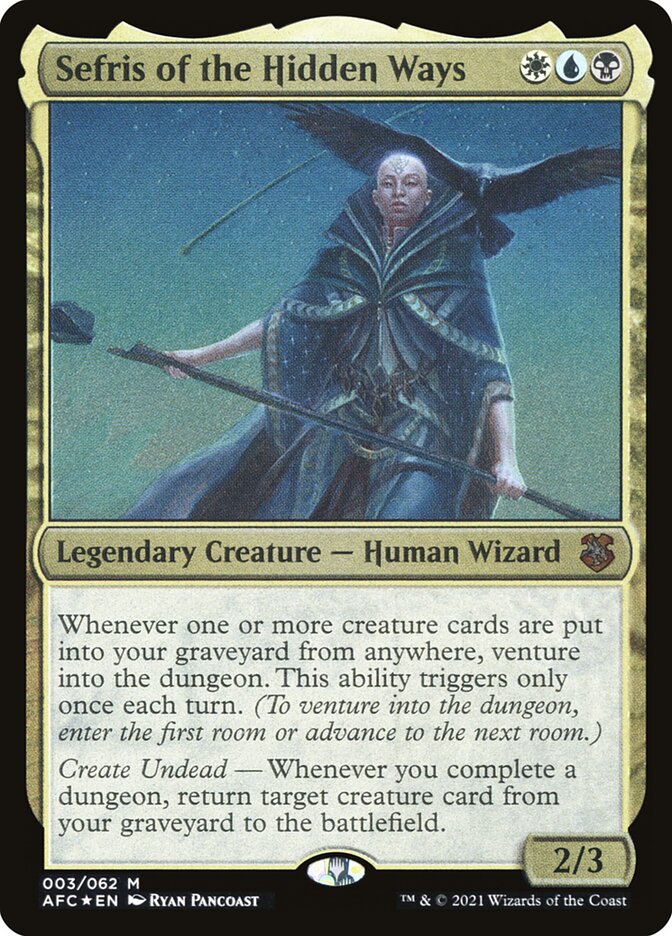 Sefris of the Hidden Ways
Legendary Creature — Human Wizard
Whenever one or more creature cards are put
into your graveyard from anywhere, venture
into the dungeon. This ability triggers only
once each turn. (To venture into the dungeon,
enter the first room or advance to the next room.)
Create Undead — Whenever you complete a
dungeon, return target creature card from
your graveyard to the battlefield.
2/3
003/062 M
AFC★EN Ryan Pancoast
™ & © 2021 Wizards of the Coast